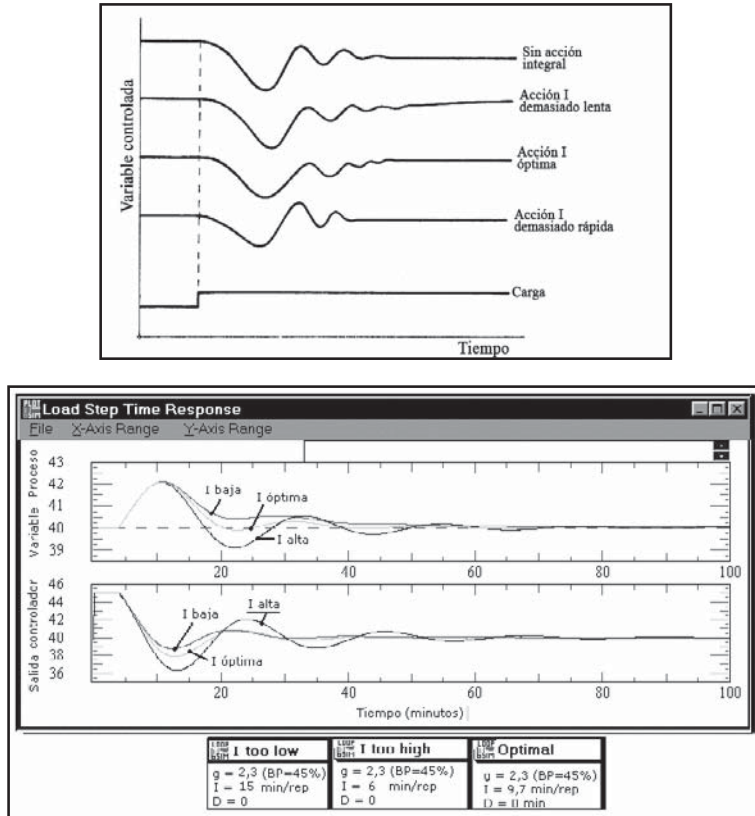 Variable controlada
Sin acción
integral
Acción I
demasiado lenta
Acción I
óptima
Acción I
demasiado rápida
Carga
Tiempo
Load Step Time Response
File X-Axis Range Y-Axis Range
Variable Proceso
43
42
41
40
39
I baja
I óptima
I alta
20 40 60 80 100
Salida controlador
46
44
42
40
38
36
I baja
I alta
I óptima
20 40 60 80 100
Tiempo (minutos)
I too low
g = 2,3 (BP=45%)
I = 15 min/rep
D = 0
I too high
g = 2,3 (BP=45%)
I = 6 min/rep
D = 0
Optimal
g = 2,3 (BP=45%)
I = 9,7 min/rep
D = 0 min